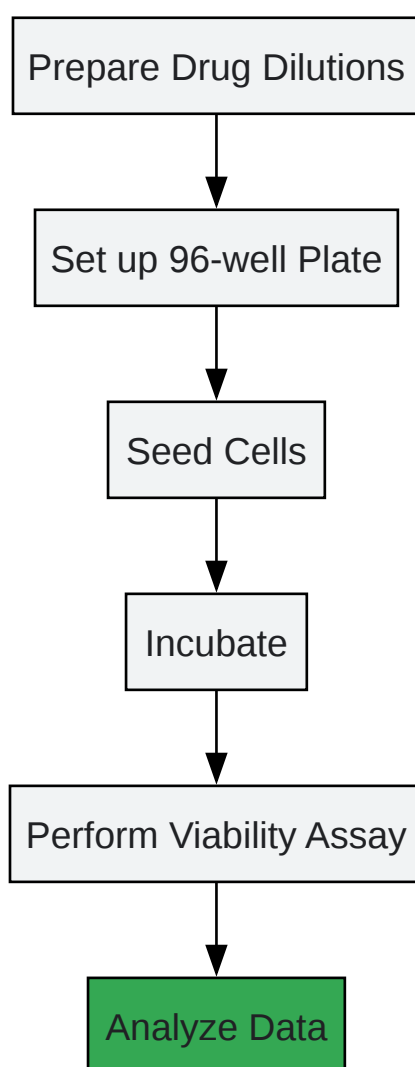 Prepare Drug Dilutions
Set up 96-well Plate
Seed Cells
Incubate
Perform Viability Assay
Analyze Data